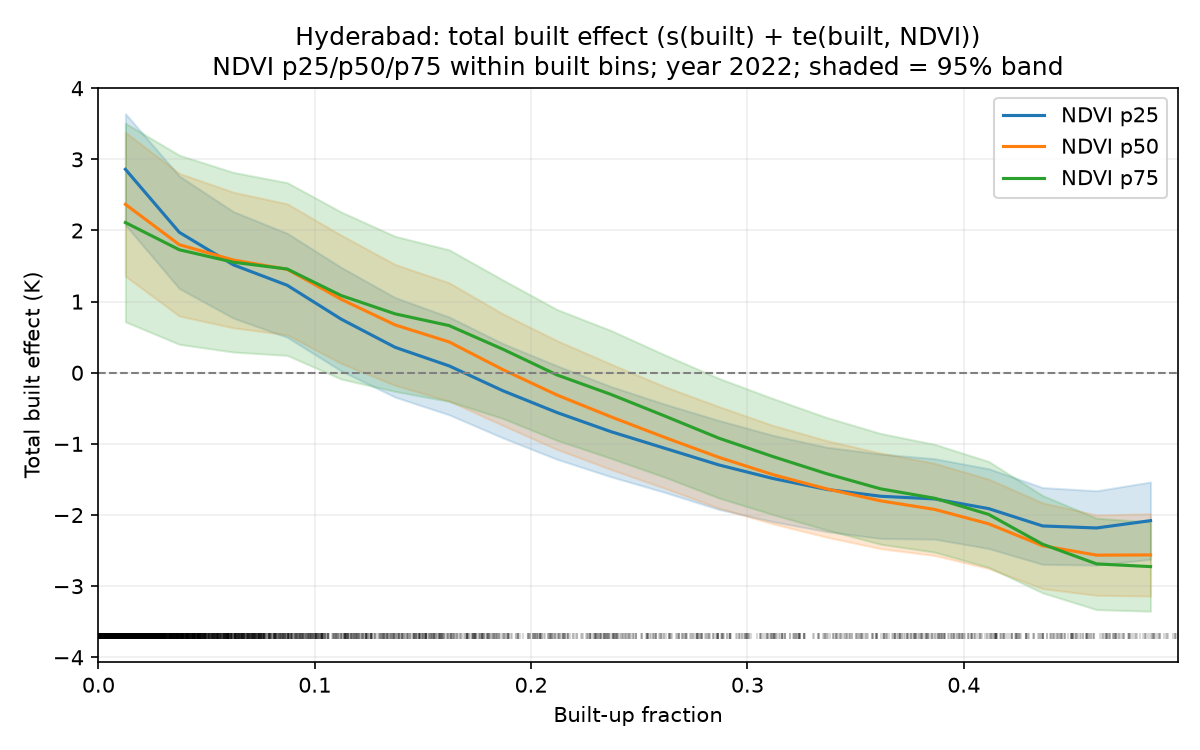 Hyderabad: total built effect (s(built) + te(built, NDVI))
NDVI p25/p50/p75 within built bins; year 2022; shaded = 95% band
4
3
2
1
0
−1
−2
−3
−4
Total built effect (K)
NDVI p25
NDVI p50
NDVI p75
0.0 0.1 0.2 0.3 0.4
Built-up fraction